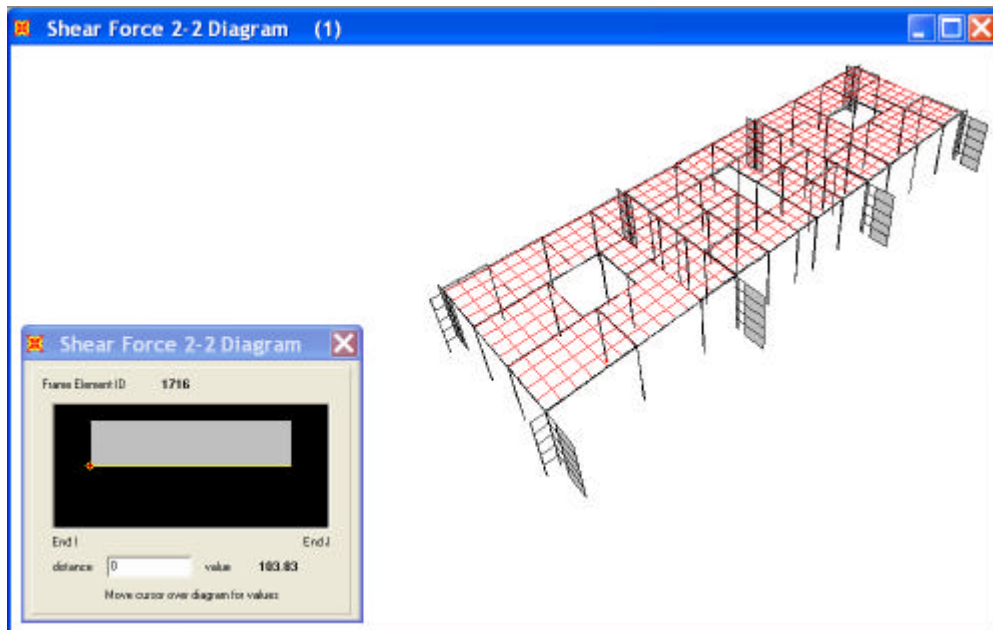 Shear Force 2-2 Diagram (1)
Shear Force 2-2 Diagram
Frame Element ID 1716
End I End J
distance 0 value 103.83
Move cursor over diagram for values